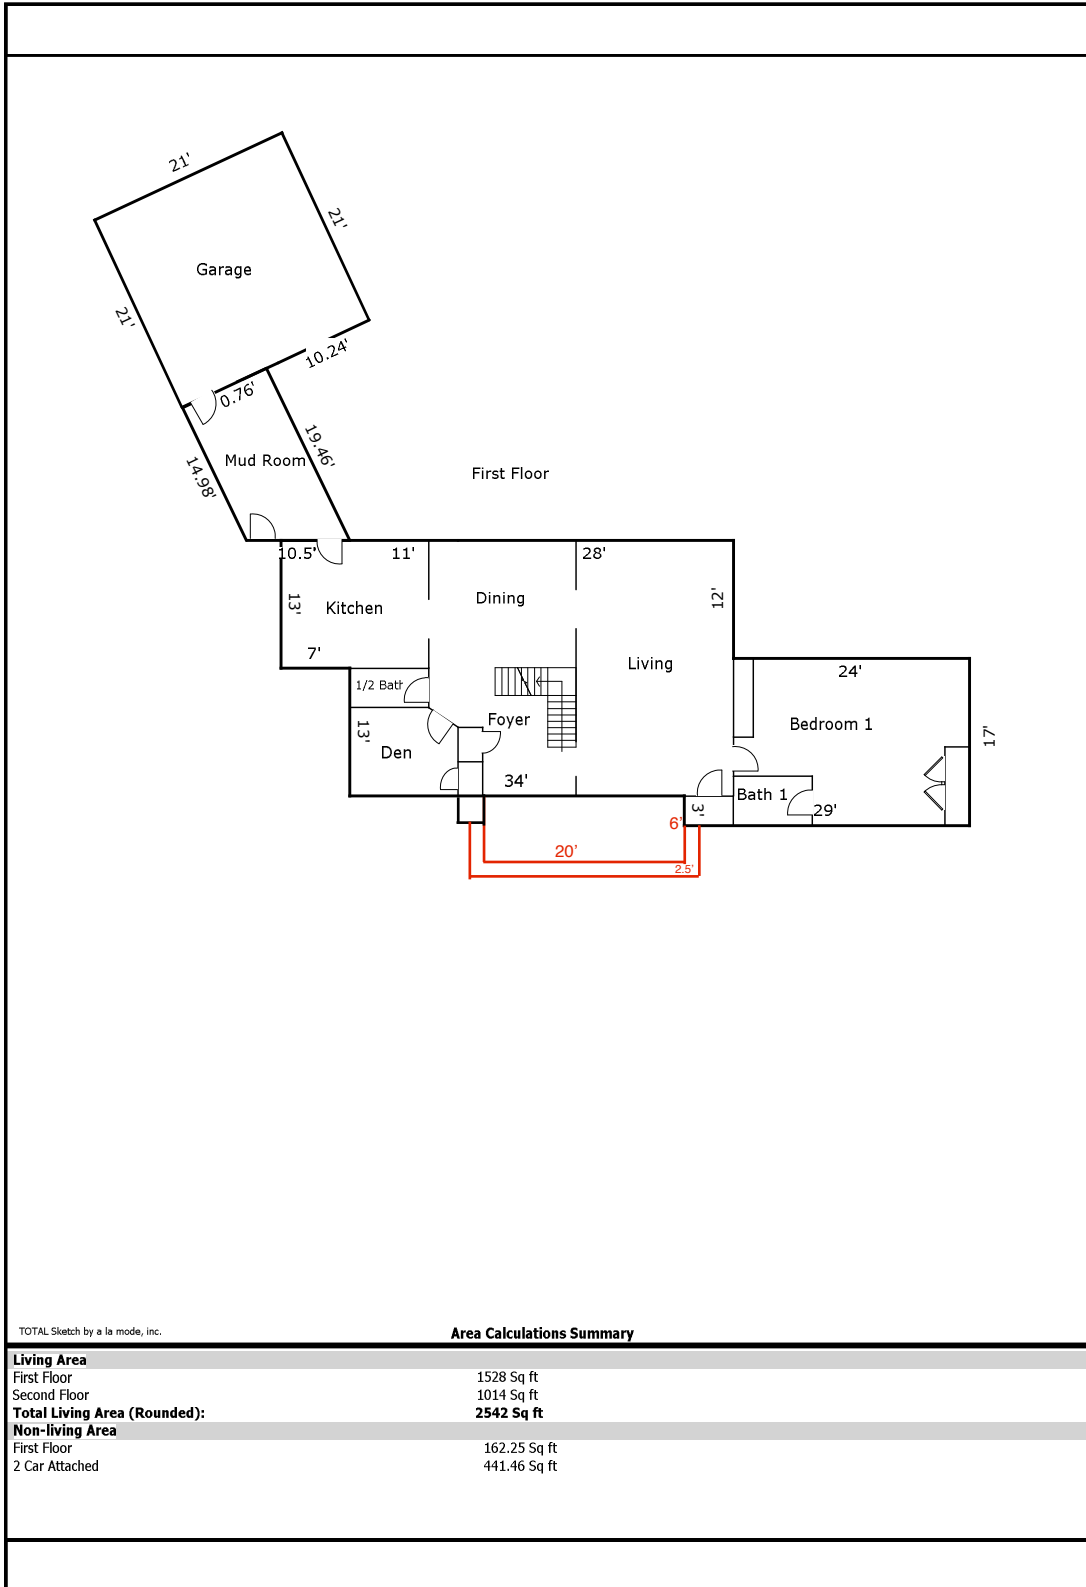 21'
21'
Garage
21'
10.24'
0.76'
19.46'
Mud Room
14.98'
First Floor
10.5'
11'
28'
13'
Kitchen
Dining
12'
7'
Living
24'
1/2 Bath
Foyer
Bedroom 1
13'
Den
17'
34'
Bath 1
3'
29'
6'
20'
2.5'
TOTAL Sketch by a la mode, inc.
Area Calculations Summary
Living Area
First Floor 1528 Sq ft
Second Floor 1014 Sq ft
Total Living Area (Rounded): 2542 Sq ft
Non-living Area
First Floor 162.25 Sq ft
2 Car Attached 441.46 Sq ft